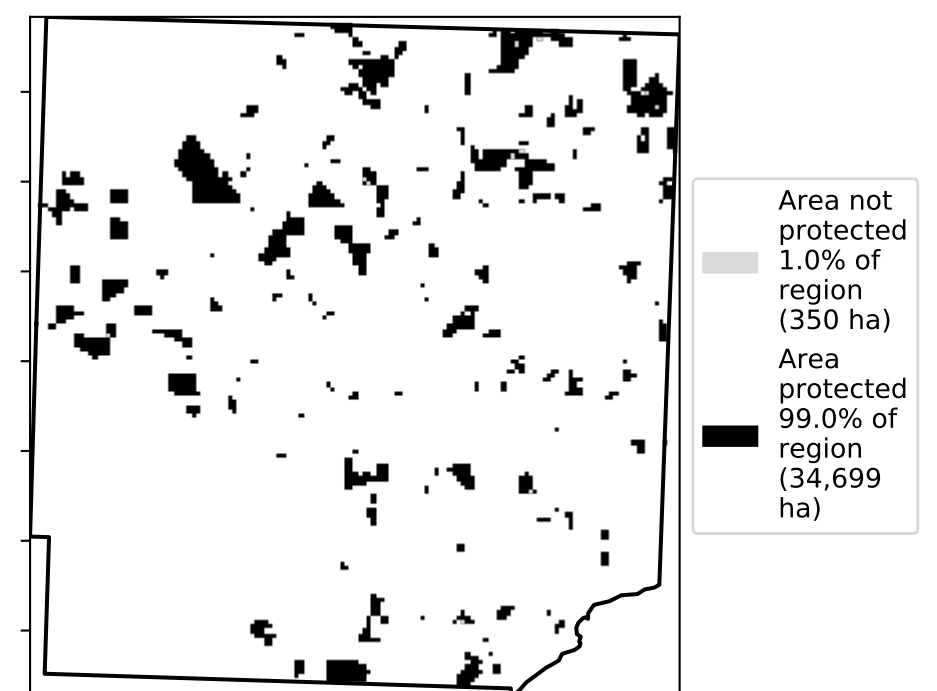 Area not
protected
1.0% of
region
(350 ha)
Area
protected
99.0% of
region
(34,699
ha)